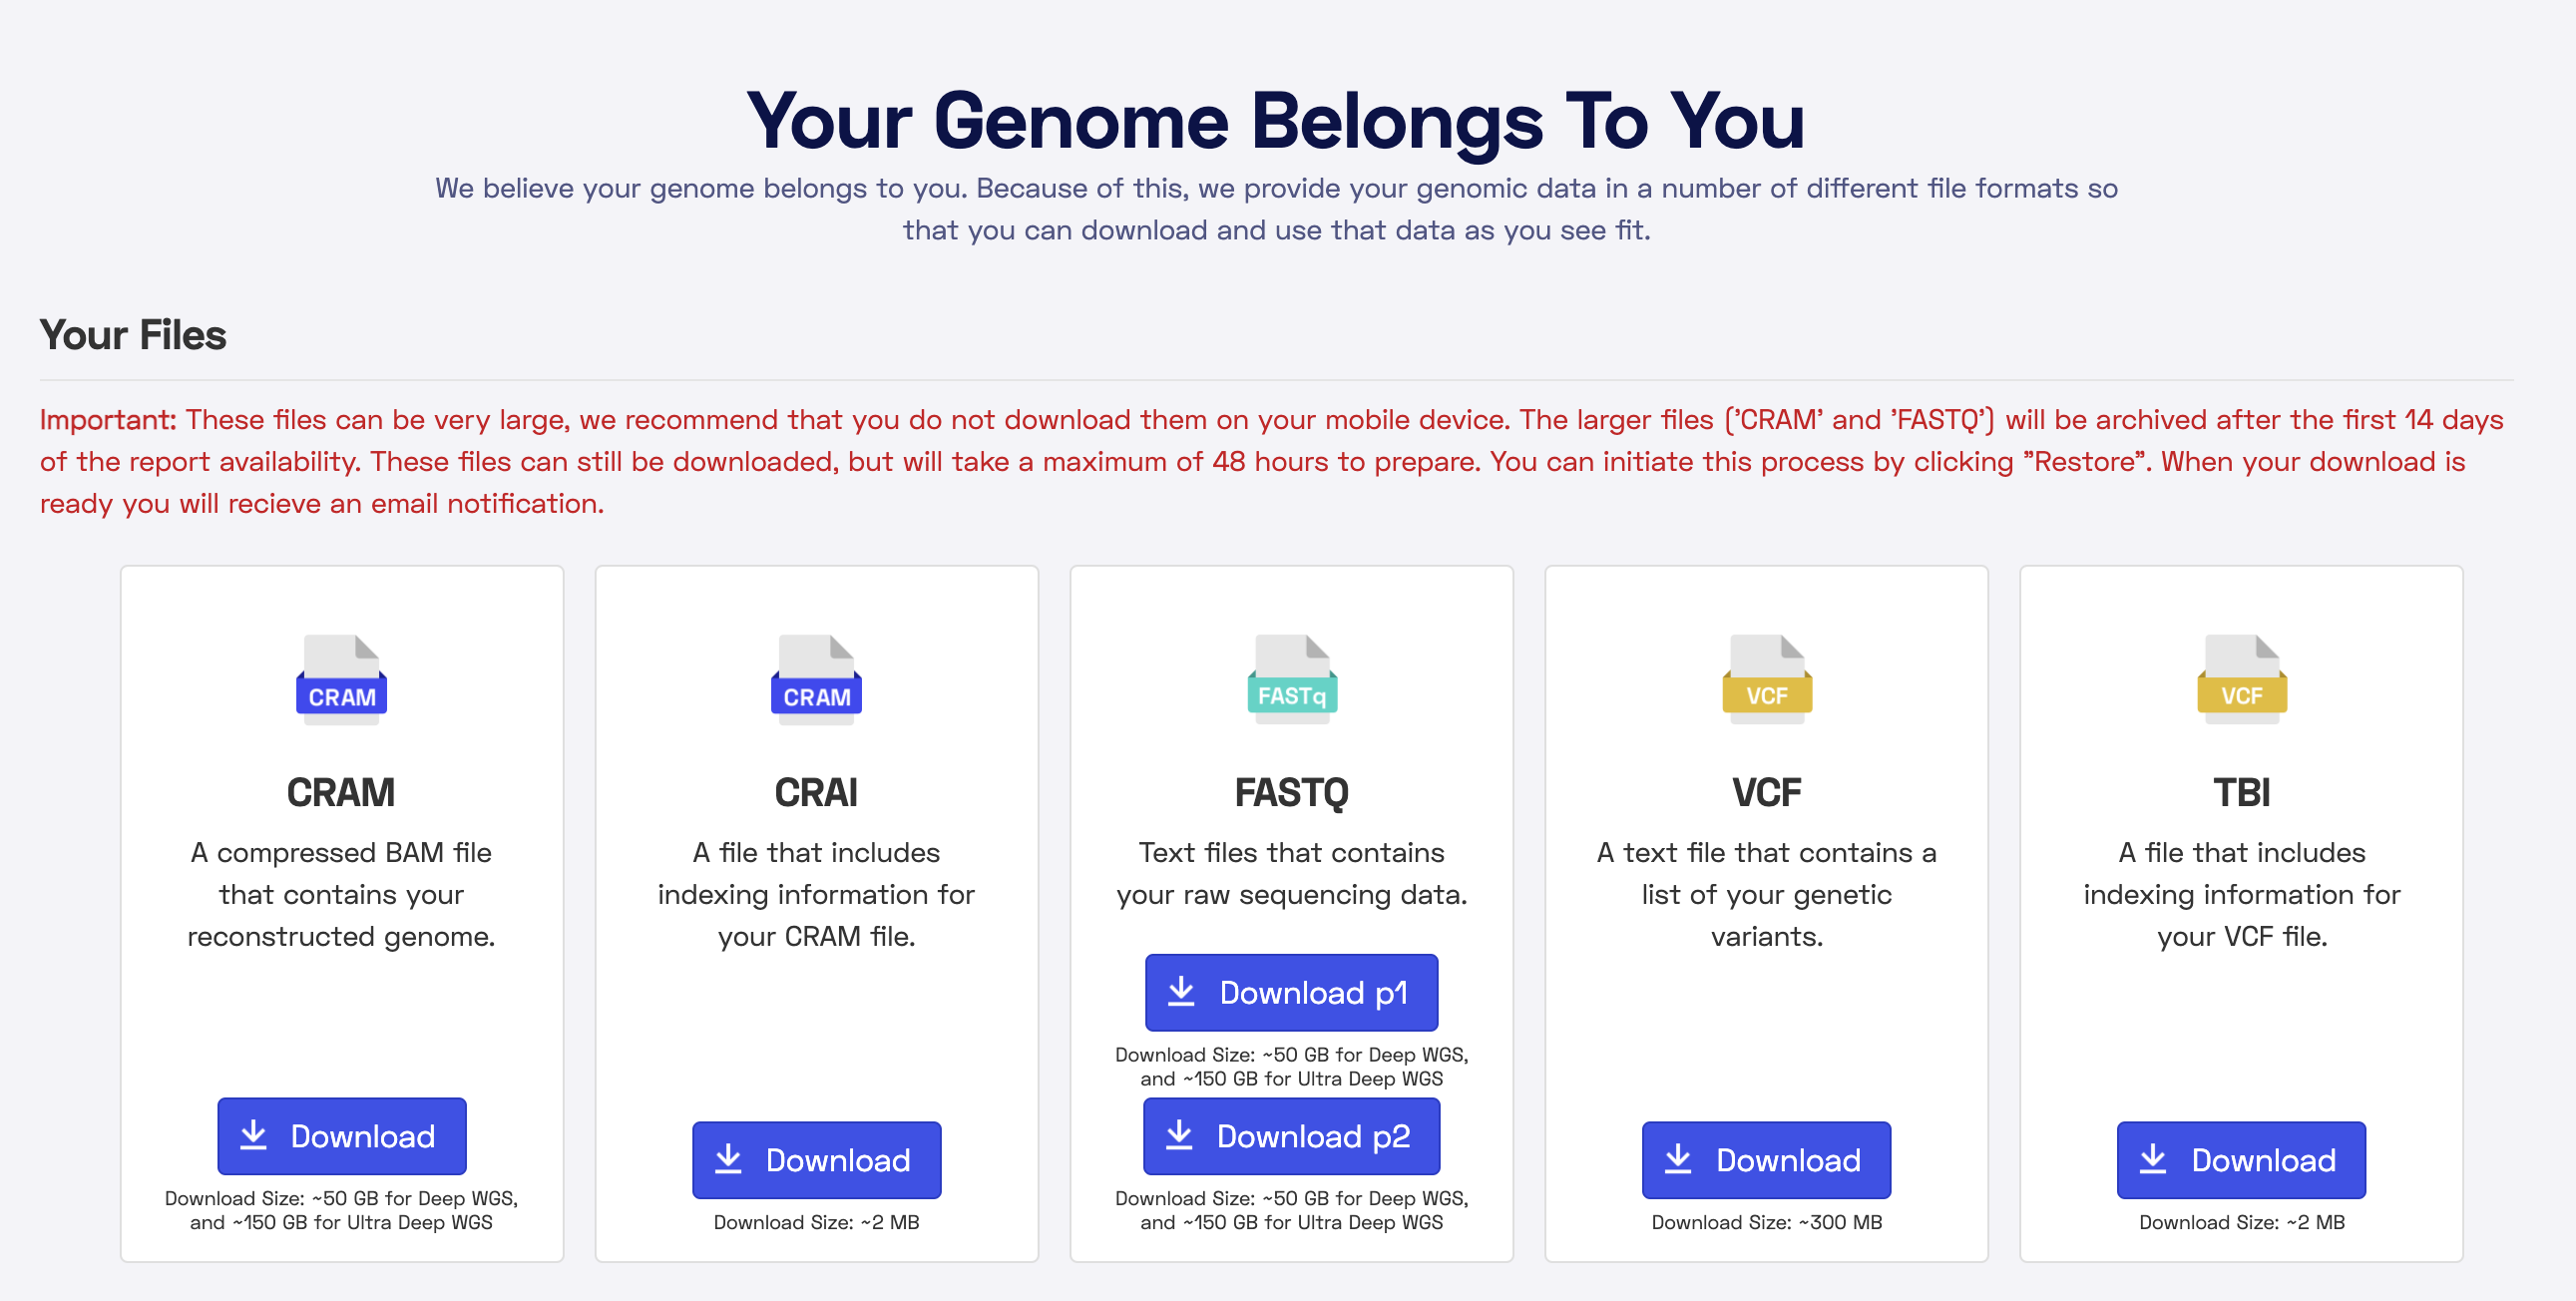 Your Genome Belongs To You
We believe your genome belongs to you. Because of this, we provide your genomic data in a number of different file formats so
that you can download and use that data as you see fit.
Your Files
Important: These files can be very large, we recommend that you do not download them on your mobile device. The larger files ('CRAM' and 'FASTQ') will be archived after the first 14 days
of the report availability. These files can still be downloaded, but will take a maximum of 48 hours to prepare. You can initiate this process by clicking "Restore". When your download is
ready you will recieve an email notification.
CRAM
CRAM
A compressed BAM file
that contains your
reconstructed genome.
Download
Download Size: ~50 GB for Deep WGS,
and ~150 GB for Ultra Deep WGS
CRAM
CRAI
A file that includes
indexing information for
your CRAM file.
Download
Download Size: ~2 MB
FASTq
FASTQ
Text files that contains
your raw sequencing data.
Download p1
Download Size: ~50 GB for Deep WGS,
and ~150 GB for Ultra Deep WGS
Download p2
Download Size: ~50 GB for Deep WGS,
and ~150 GB for Ultra Deep WGS
VCF
VCF
A text file that contains a
list of your genetic
variants.
Download
Download Size: ~300 MB
VCF
TBI
A file that includes
indexing information for
your VCF file.
Download
Download Size: ~2 MB